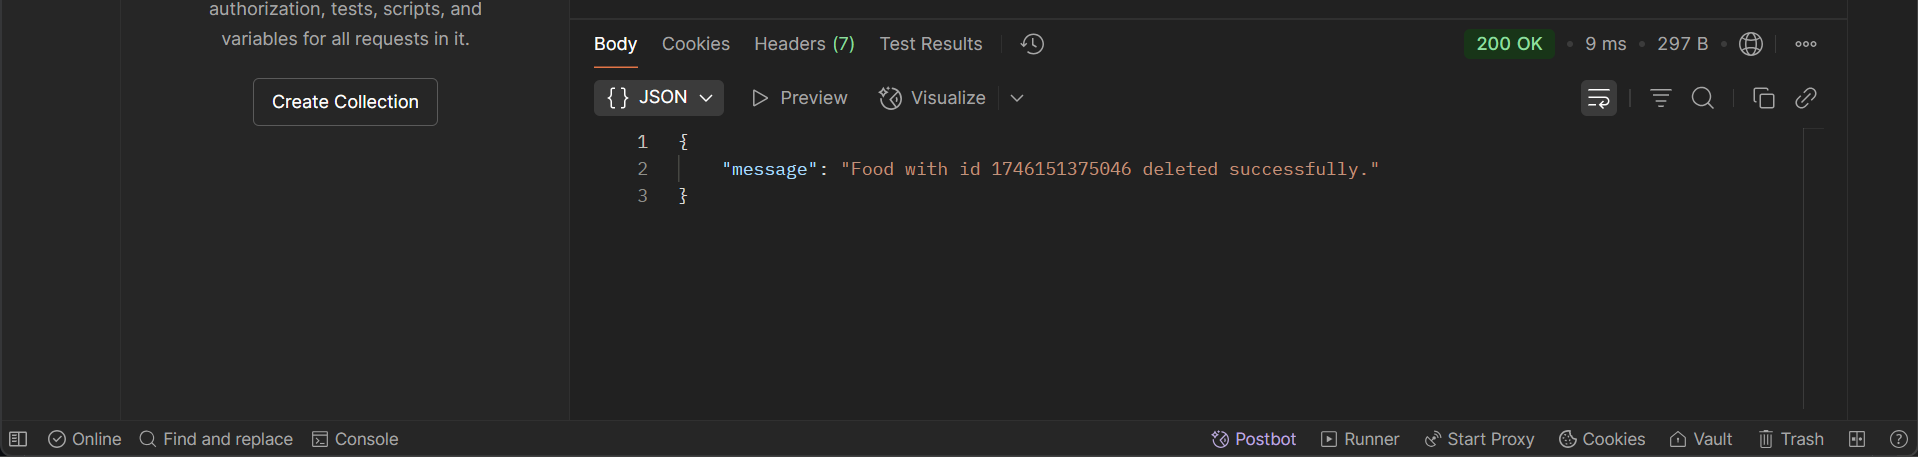 authorization, tests, scripts, and
variables for all requests in it.
Create Collection
Body Cookies Headers (7) Test Results 200 OK • 9 ms • 297 B •
{} JSON Preview Visualize
1 {
2 "message": "Food with id 1746151375046 deleted successfully."
3 }
Online Find and replace Console Postbot Runner Start Proxy Cookies Vault Trash